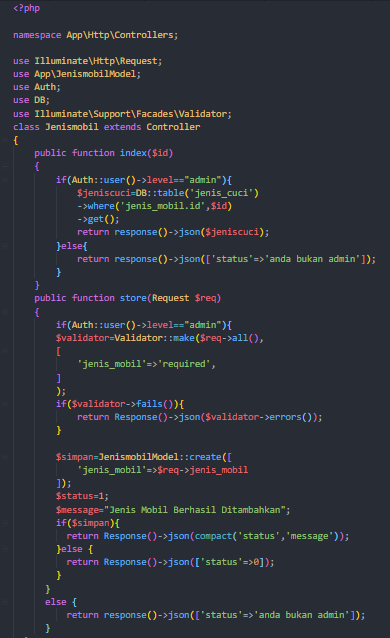 <?php
namespace App\Http\Controllers;
use Illuminate\Http\Request;
use App\JenismobilModel;
use Auth;
use DB;
use Illuminate\Support\Facades\Validator;
class Jenismobil extends Controller
{
public function index($id)
{
if(Auth::user()->level=="admin"){
$jeniscuci=DB::table('jenis_cuci')
->where('jenis_mobil.id',$id)
->get();
return response()->json($jeniscuci);
}else{
return response()->json(['status'=>'anda bukan admin']);
}
}
public function store(Request $req)
{
if(Auth::user()->level=="admin"){
$validator=Validator::make($req->all(),
[
'jenis_mobil'=>'required',
]
);
if($validator->fails()){
return Response()->json($validator->errors());
}
$simpan=JenismobilModel::create([
'jenis_mobil'=>$req->jenis_mobil
]);
$status=1;
$message="Jenis Mobil Berhasil Ditambahkan";
if($simpan){
return Response()->json(compact('status','message'));
}else {
return Response()->json(['status'=>0]);
}
}
else {
return response()->json(['status'=>'anda bukan admin']);
}